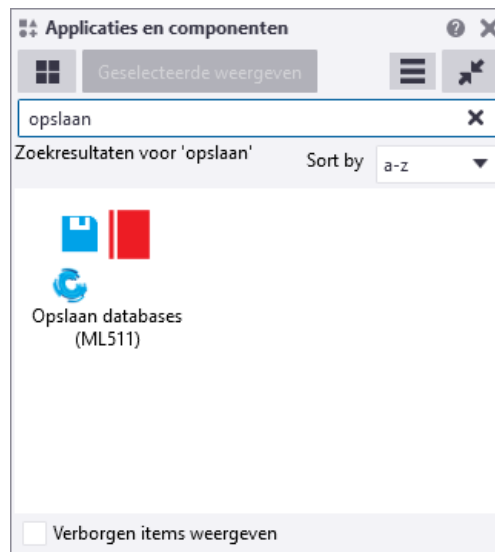 Applicaties en componenten
Geselecteerde weergeven
opslaan
Zoekresultaten voor 'opslaan'
Sort by
a-z
Opslaan databases
(ML511)
Verborgen items weergeven